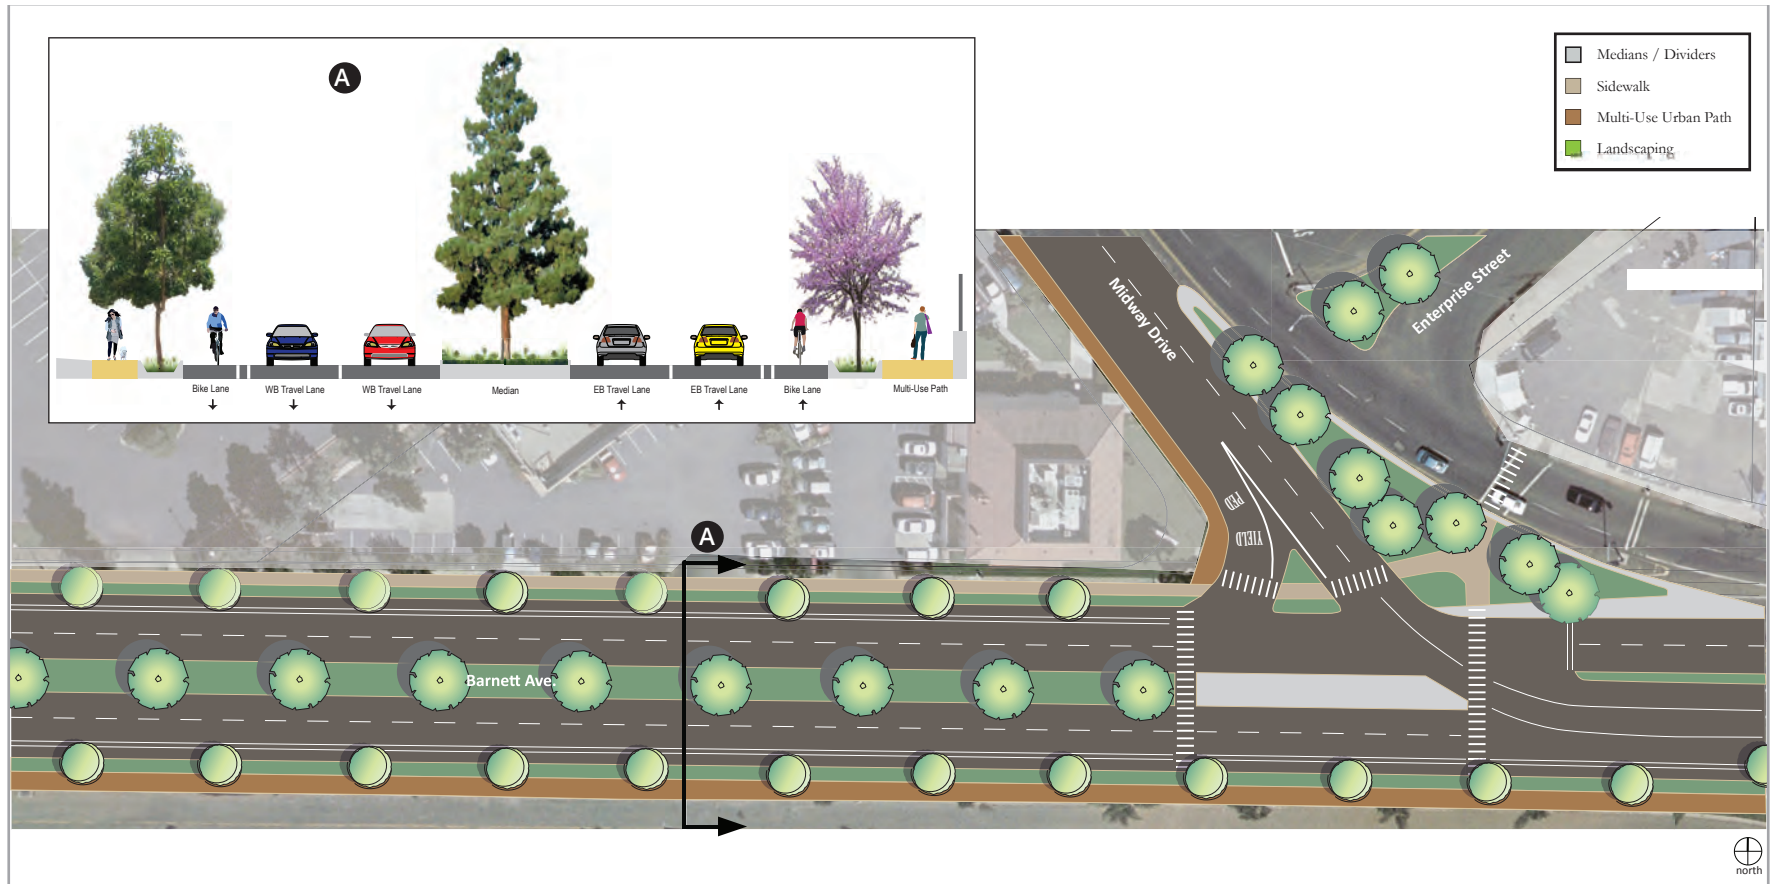 A
Bike Lane
WB Travel Lane
WB Travel Lane
Median
EB Travel Lane
EB Travel Lane
Bike Lane
Multi-Use Path
Medians / Dividers
Sidewalk
Multi-Use Urban Path
Landscaping
Midway Drive
Enterprise Street
PED
YIELD
A
Barnett Ave.
north